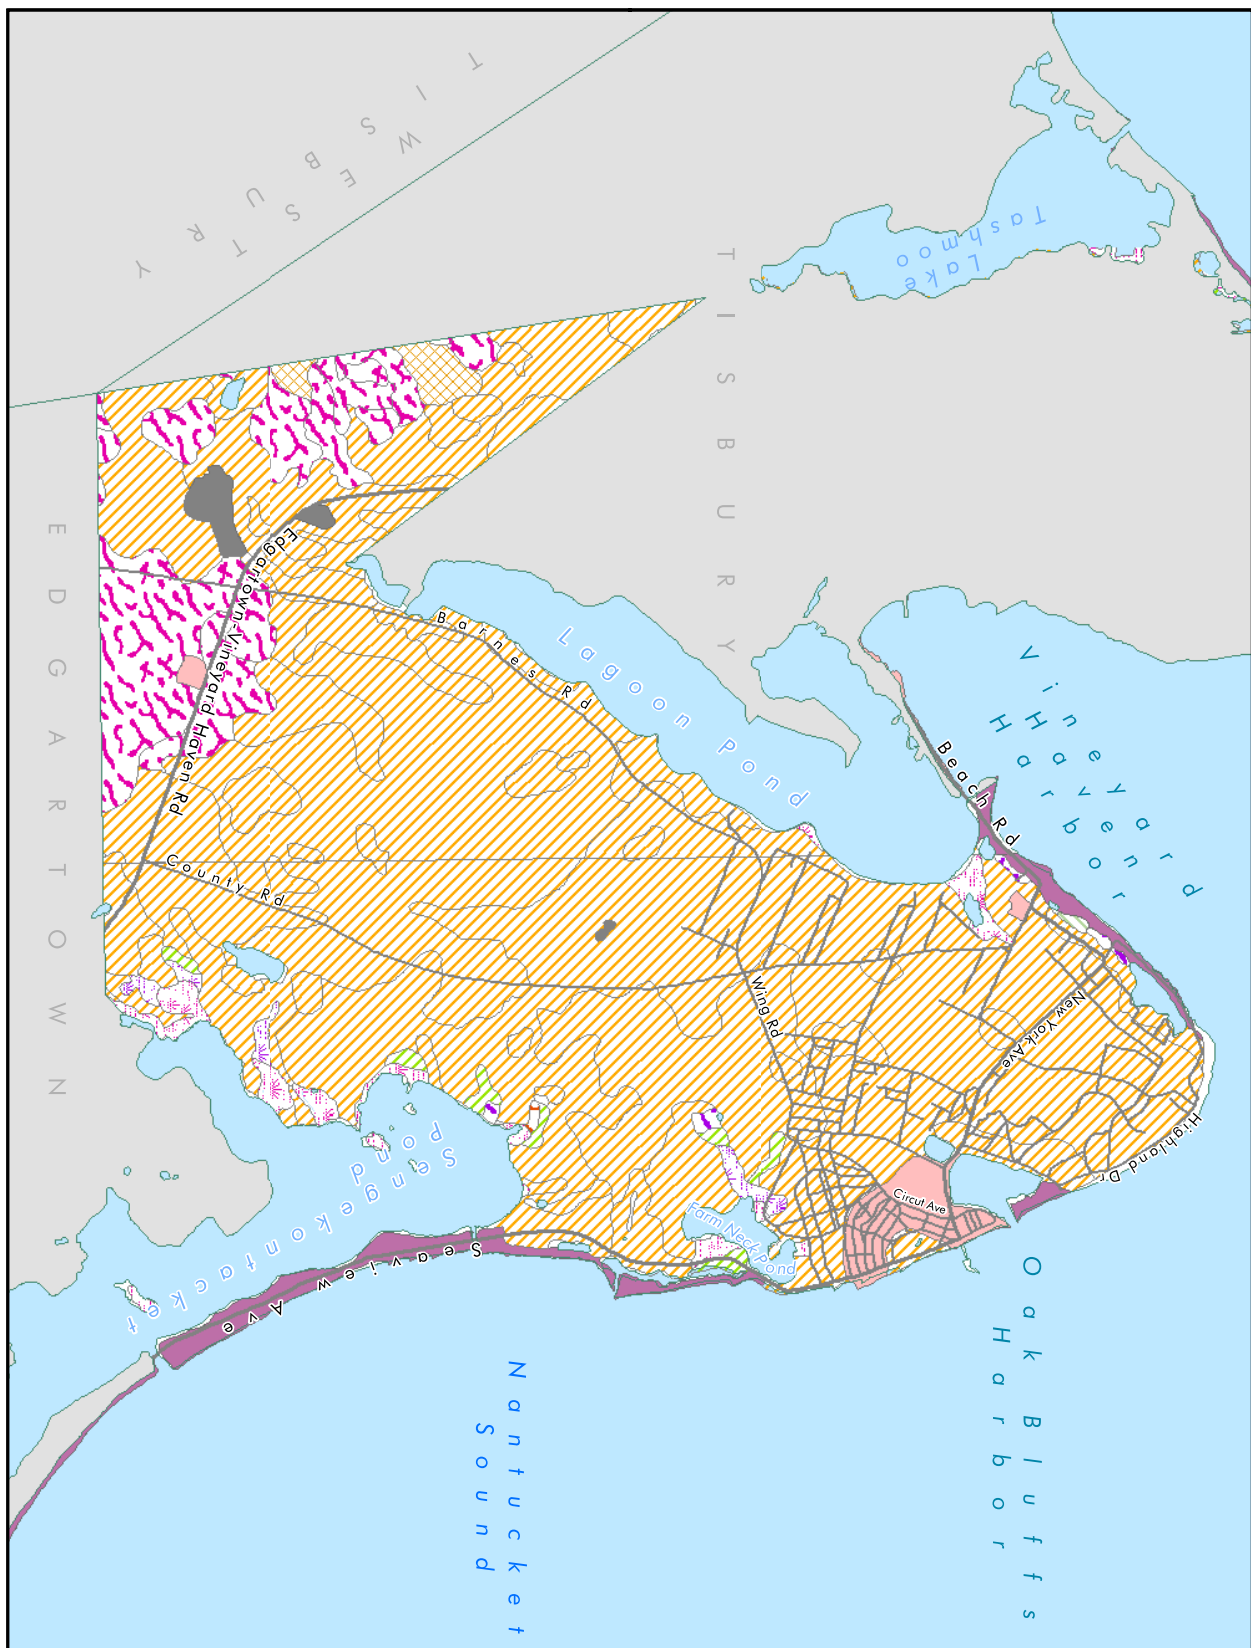 WEST
TISBURY
Lake
Tashmoo
TISBURY
EDGARTOWN
Edgartown-Vineyard Haven Rd
Barnes Rd
Lagoon Pond
Vineyard
Haven
Harbor
Beach Rd
County Rd
Wing Rd
New York Ave
Highland Dr
Circut Ave
Farm Neck Pond
Sengekontacket
Pond
Seaview Ave
Nantucket
Sound
Oak Bluffs
Harbor